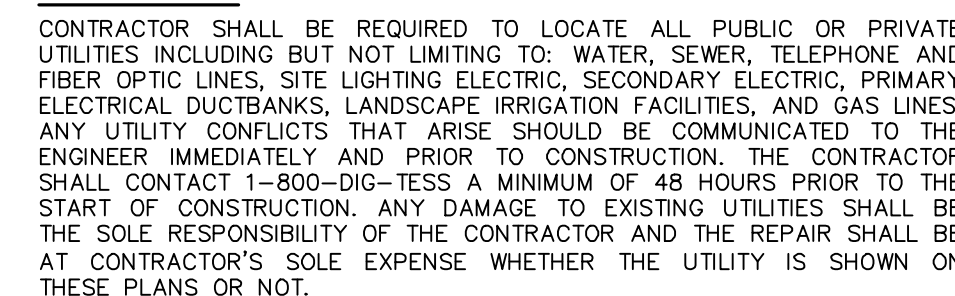 CONTRACTOR SHALL BE REQUIRED TO LOCATE ALL PUBLIC OR PRIVATE
UTILITIES INCLUDING BUT NOT LIMITING TO: WATER, SEWER, TELEPHONE AND
FIBER OPTIC LINES, SITE LIGHTING ELECTRIC, SECONDARY ELECTRIC, PRIMARY
ELECTRICAL DUCTBANKS, LANDSCAPE IRRIGATION FACILITIES, AND GAS LINES.
ANY UTILITY CONFLICTS THAT ARISE SHOULD BE COMMUNICATED TO THE
ENGINEER IMMEDIATELY AND PRIOR TO CONSTRUCTION. THE CONTRACTOR
SHALL CONTACT 1-800-DIG-TESS A MINIMUM OF 48 HOURS PRIOR TO THE
START OF CONSTRUCTION. ANY DAMAGE TO EXISTING UTILITIES SHALL BE
THE SOLE RESPONSIBILITY OF THE CONTRACTOR AND THE REPAIR SHALL BE
AT CONTRACTOR'S SOLE EXPENSE WHETHER THE UTILITY IS SHOWN ON
THESE PLANS OR NOT.